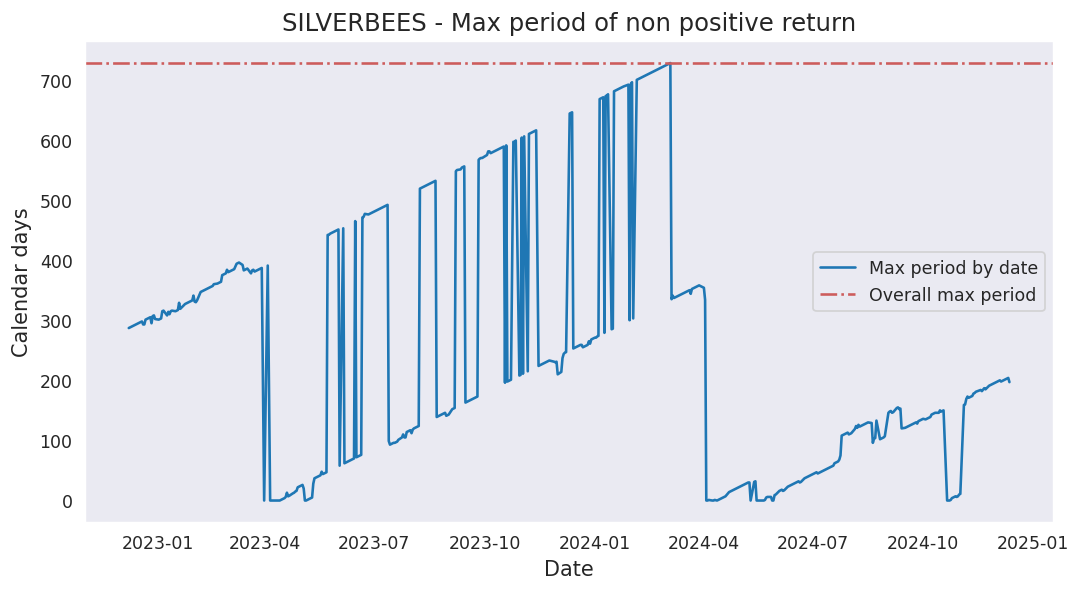 SILVERBEES - Max period of non positive return
Calendar days
700
600
500
400
300
200
100
0
Max period by date
Overall max period
2023-01 2023-04 2023-07 2023-10 2024-01 2024-04 2024-07 2024-10 2025-01
Date